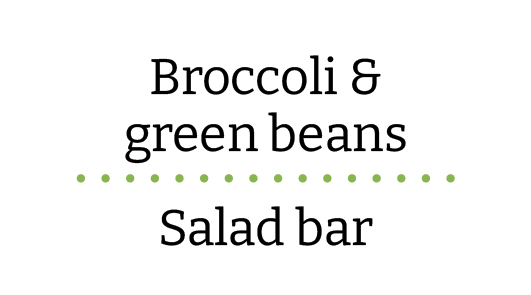 Broccoli &
green beans
Salad bar